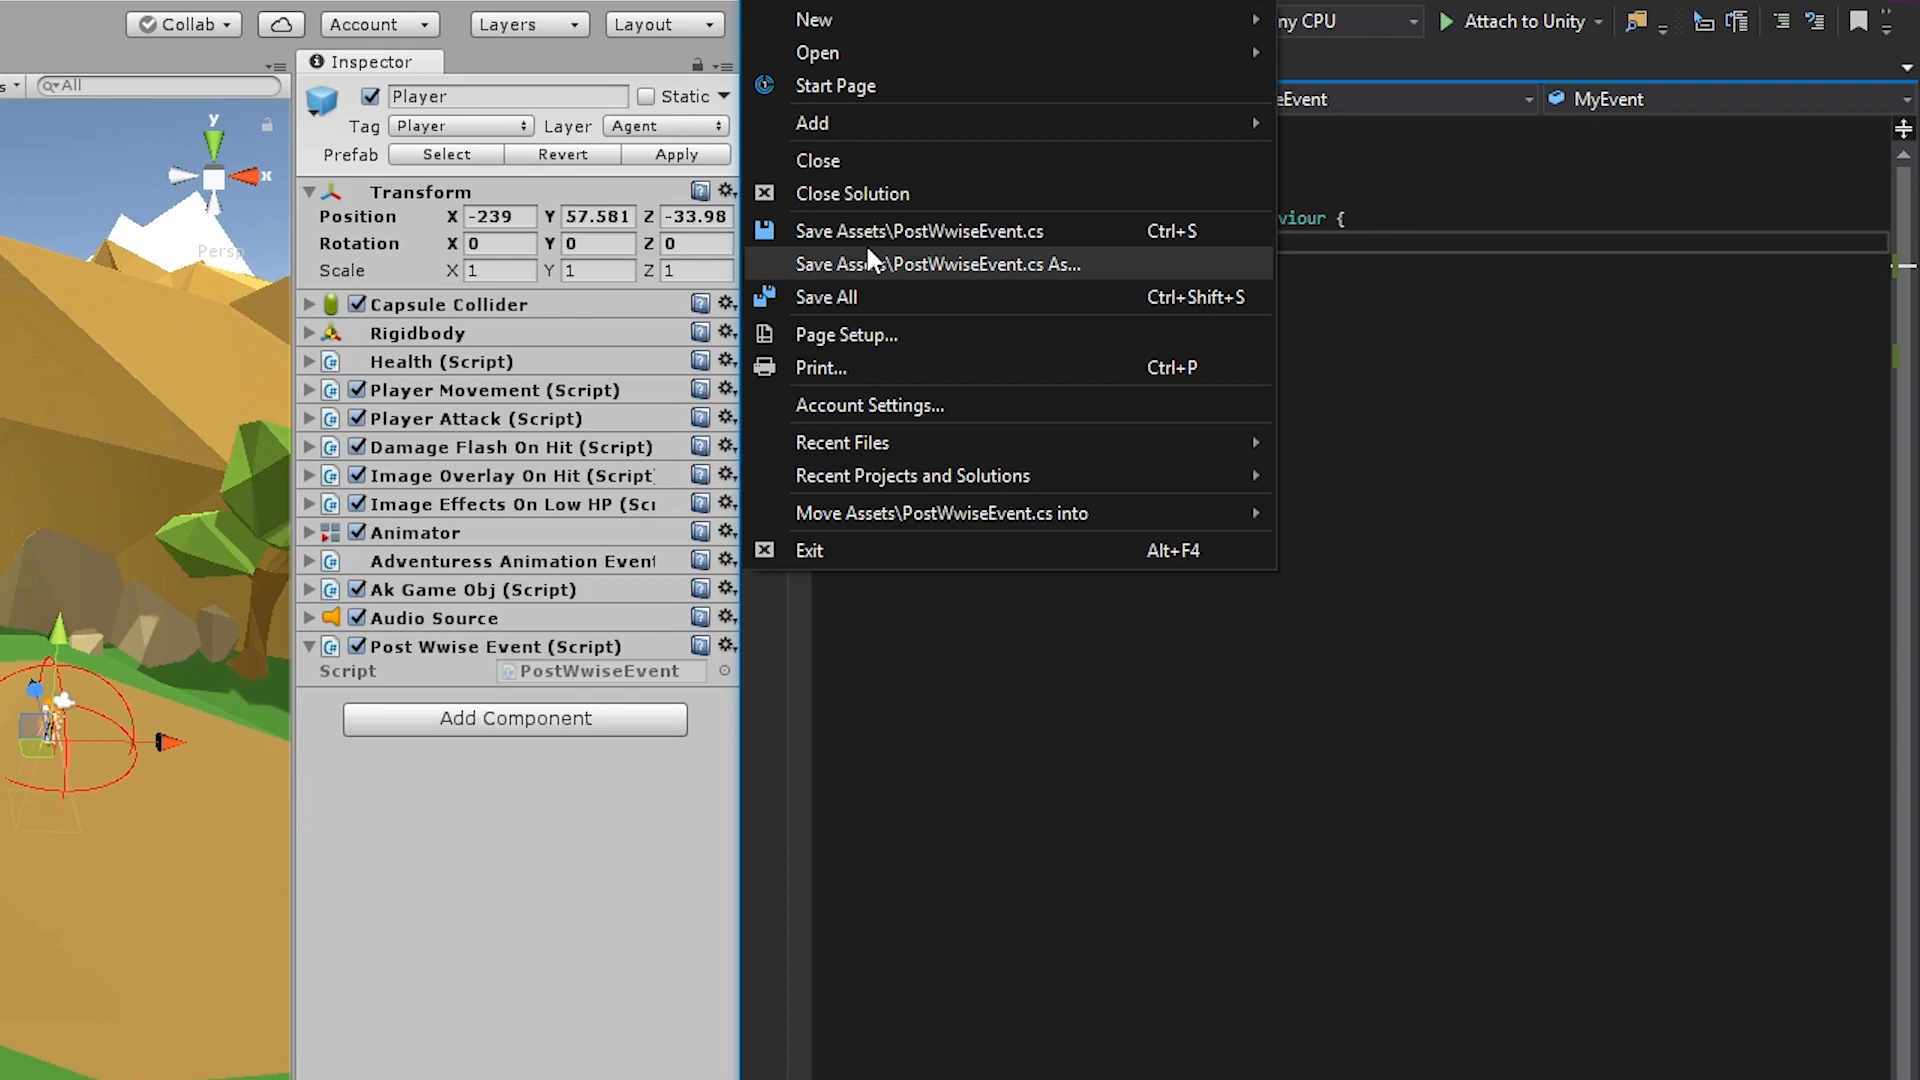 Collab
Account
Layers
Layout
All
y
x
Persp
Inspector
Player
Static
Tag
Player
Layer
Agent
Prefab
Select
Revert
Apply
Transform
Position X -239 Y 57.581 Z -33.98
Rotation X 0 Y 0 Z 0
Scale X 1 Y 1 Z 1
Capsule Collider
Rigidbody
Health (Script)
Player Movement (Script)
Player Attack (Script)
Damage Flash On Hit (Script)
Image Overlay On Hit (Script
Image Effects On Low HP (Scr
Animator
Adventuress Animation Event
Ak Game Obj (Script)
Audio Source
Post Wwise Event (Script)
Script PostWwiseEvent
Add Component
New
Open
Start Page
Add
Close
Close Solution
Save Assets\PostWwiseEvent.cs Ctrl+S
Save Assets\PostWwiseEvent.cs As...
Save All Ctrl+Shift+S
Page Setup...
Print... Ctrl+P
Account Settings...
Recent Files
Recent Projects and Solutions
Move Assets\PostWwiseEvent.cs into
Exit Alt+F4
ny CPU
Attach to Unity
eEvent
MyEvent
viour {